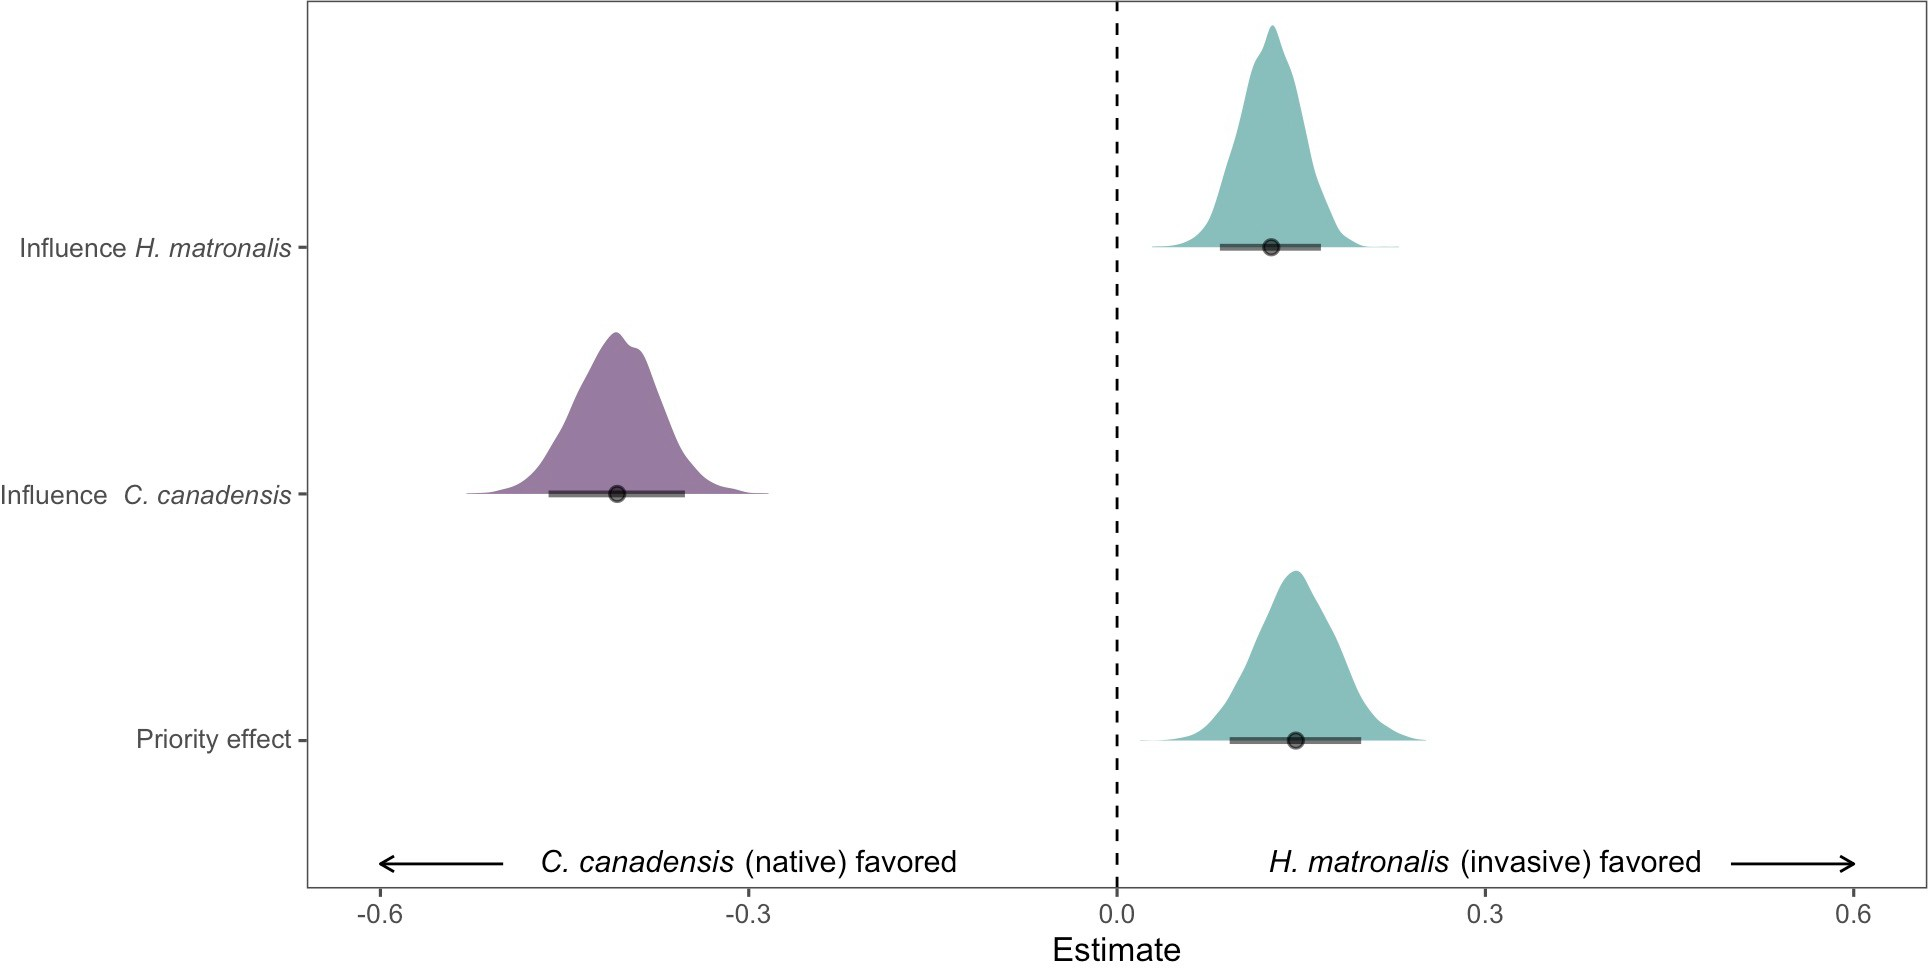 Influence H. matronalis
Influence C. canadensis
Priority effect
C. canadensis (native) favored
H. matronalis (invasive) favored
-0.6 -0.3 0.0 0.3 0.6
Estimate